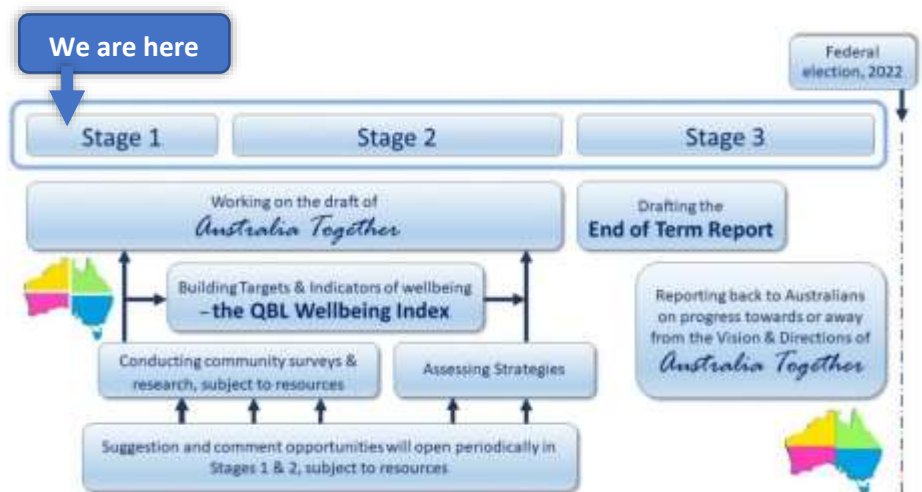 We are here
Federal
election, 2022
Stage 1
Stage 2
Stage 3
Working on the draft of
Australia Together
Drafting the
End of Term Report
Building Targets & Indicators of wellbeing
– the QBL Wellbeing Index
Reporting back to Australians
on progress towards or away
from the Vision & Directions of
Australia Together
Conducting community surveys &
research, subject to resources
Assessing Strategies
Suggestion and comment opportunities will open periodically in
Stages 1 & 2, subject to resources